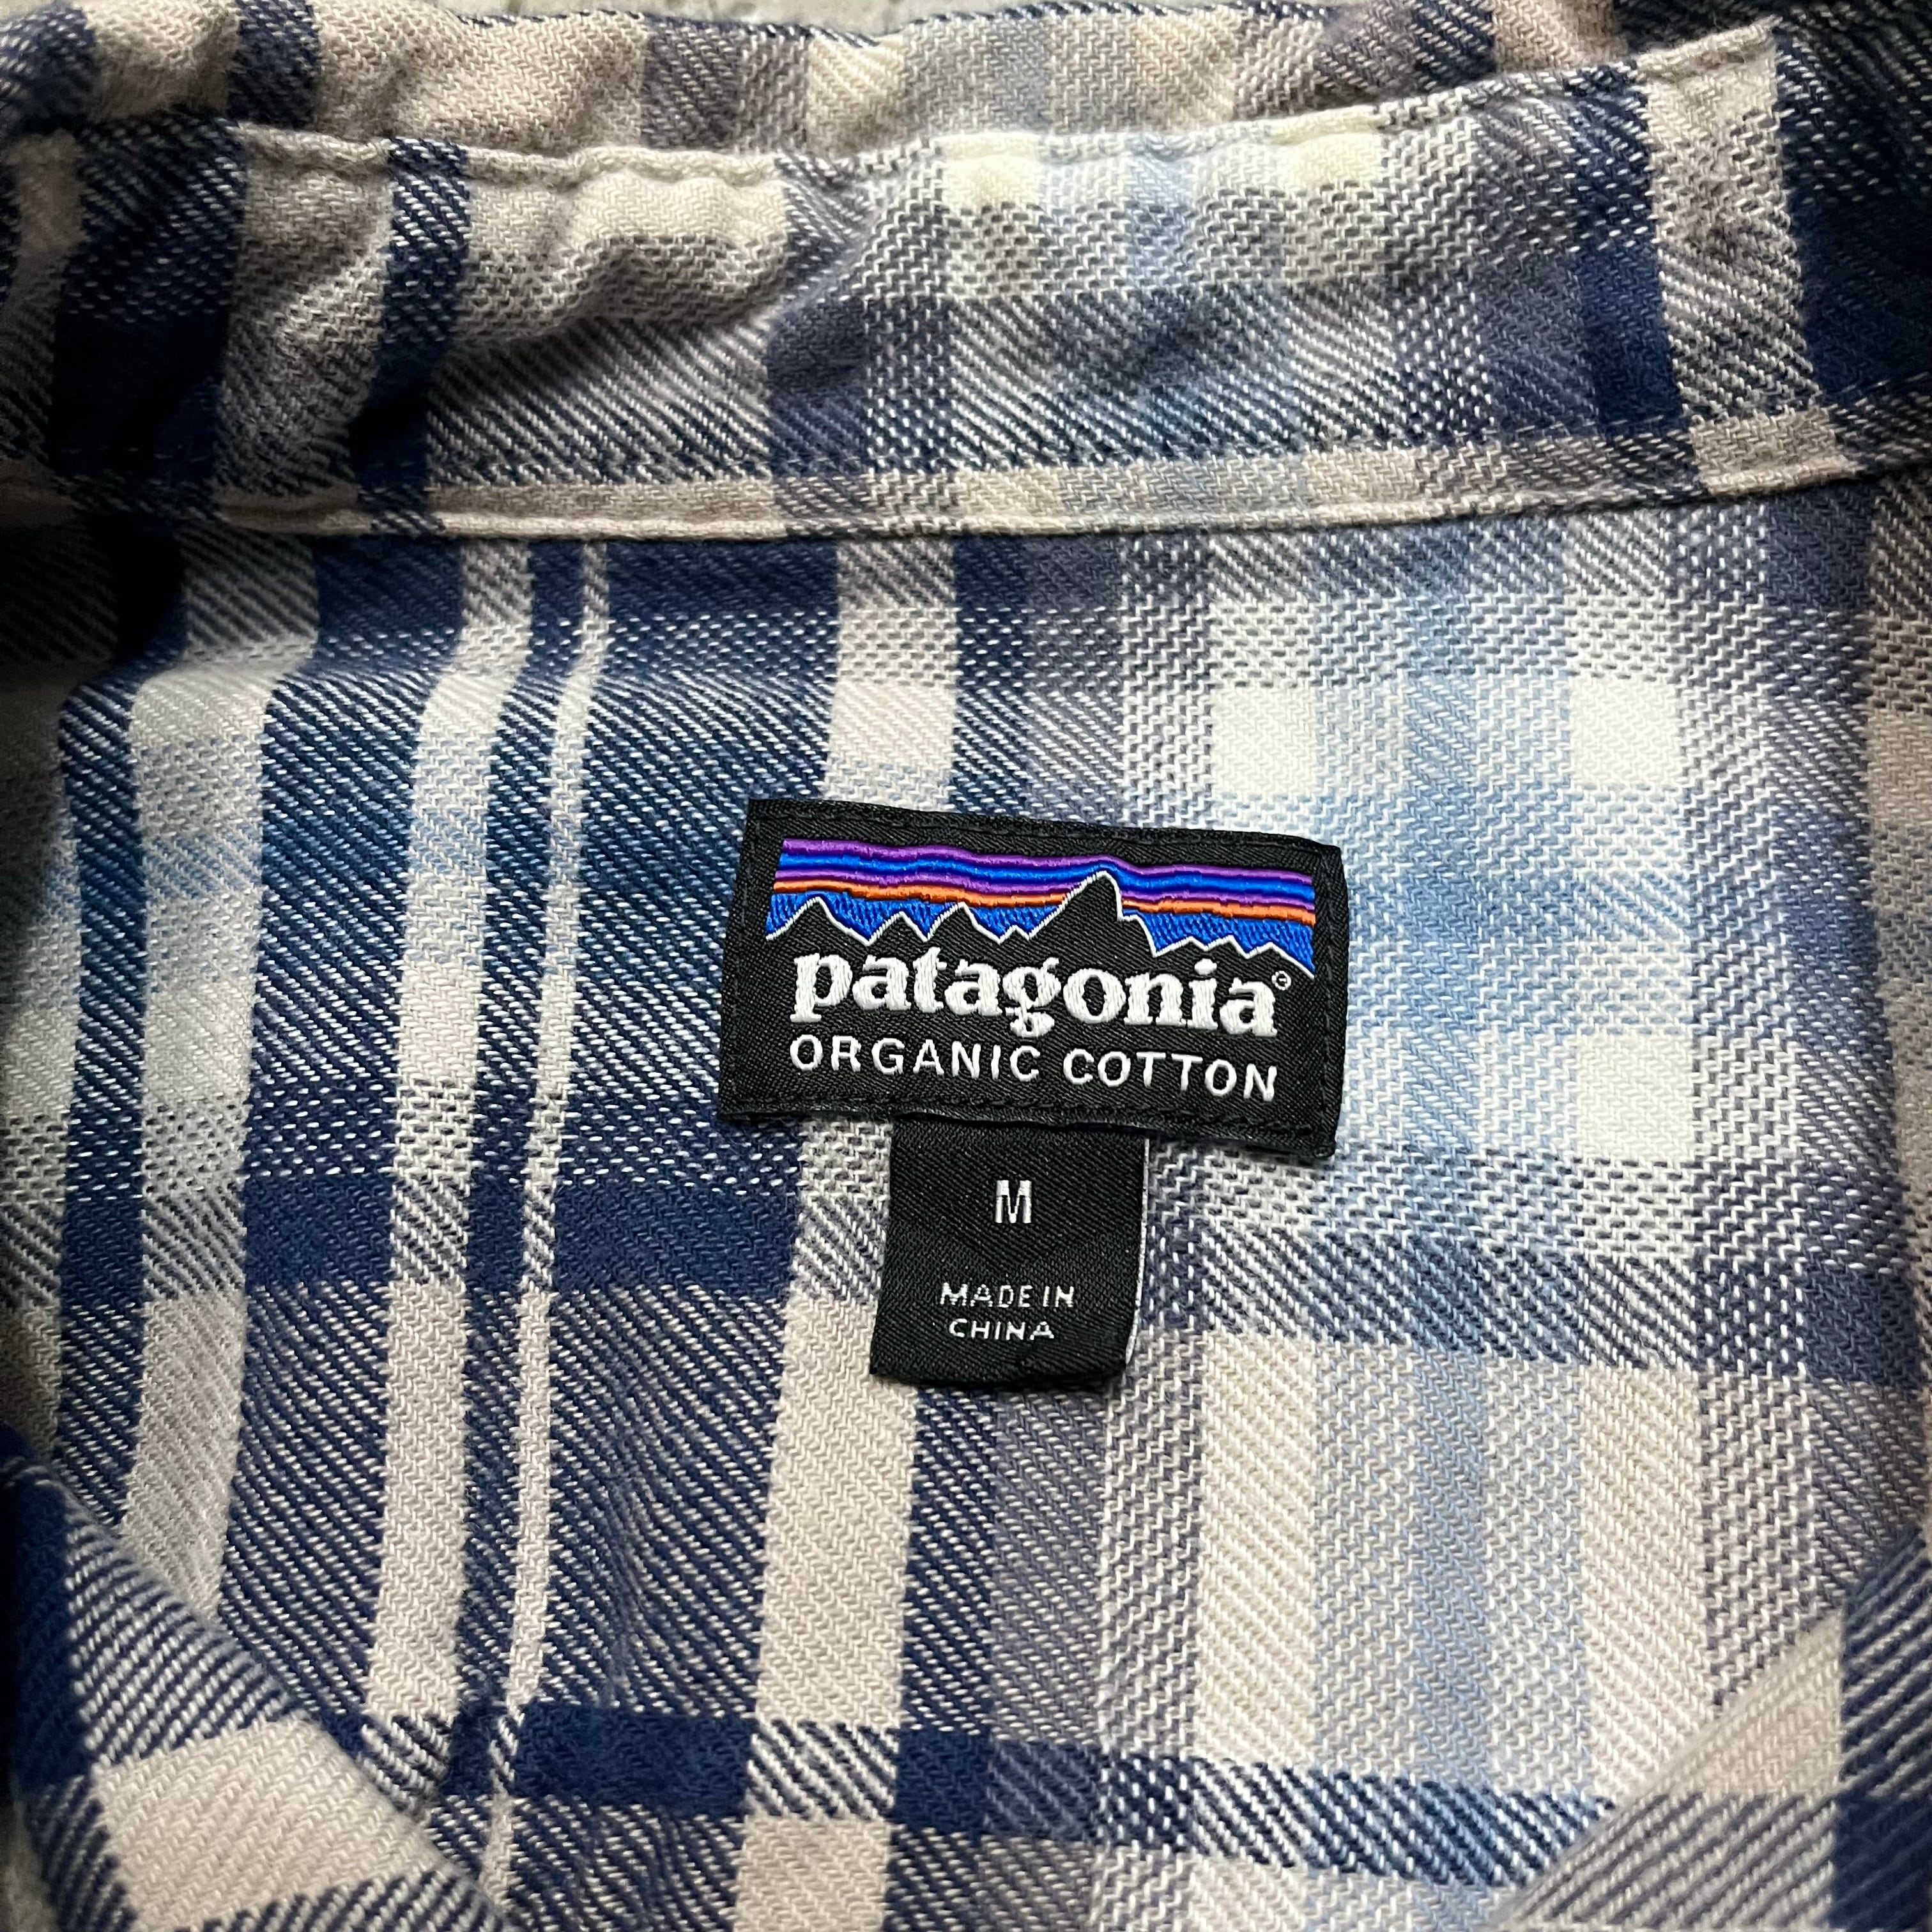 patagonia®
ORGANIC COTTON
M
MADE IN
CHINA